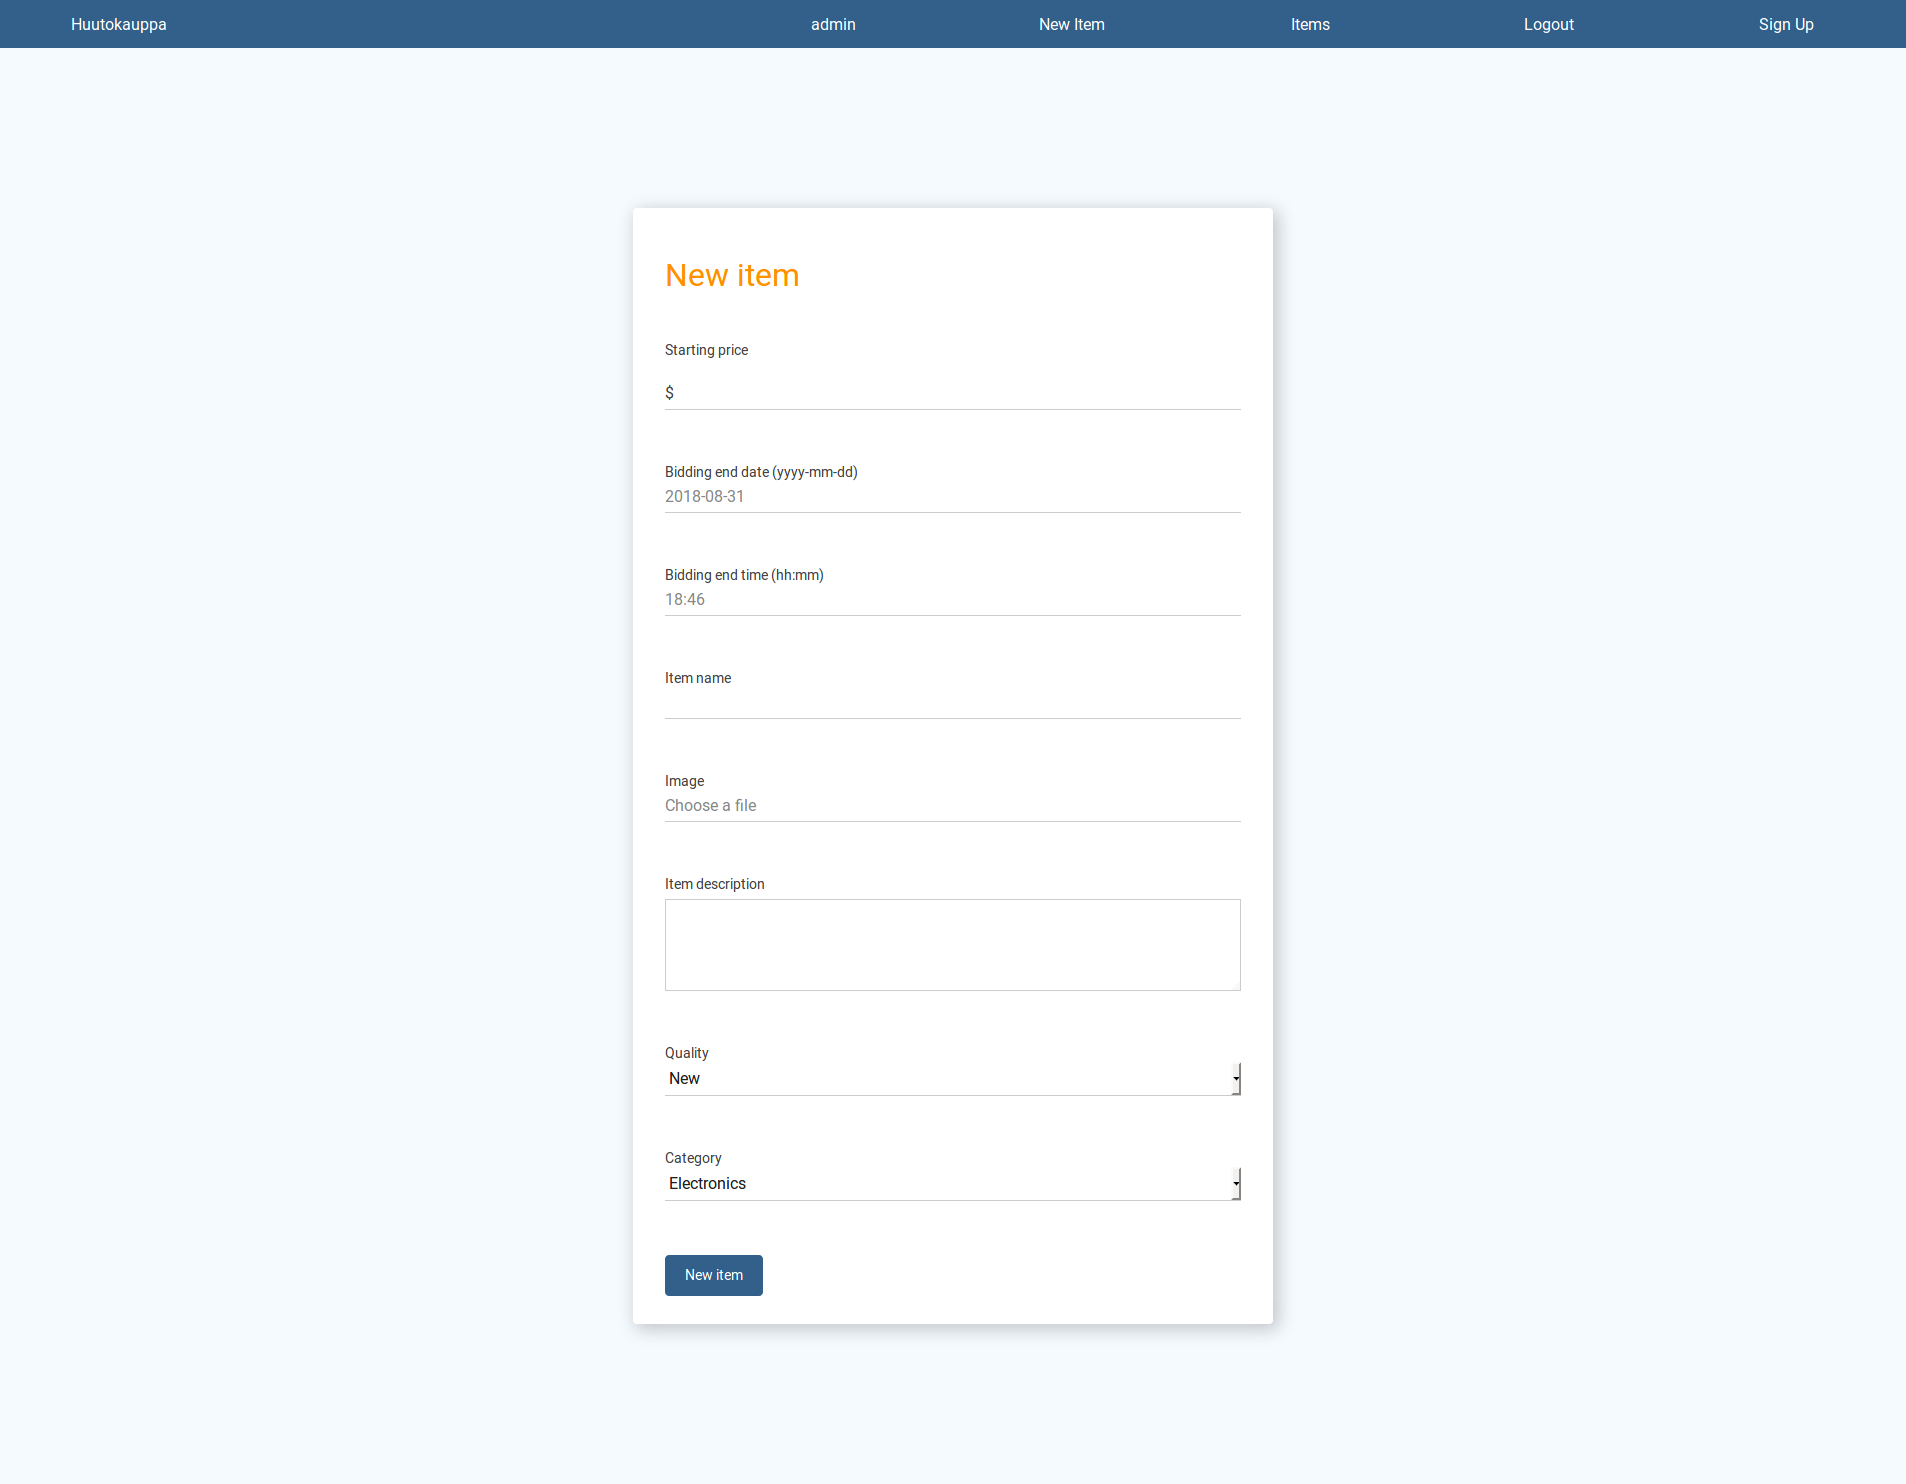 Huutokauppa admin New Item Items Logout Sign Up
New item
Starting price
$
Bidding end date (yyyy-mm-dd)
2018-08-31
Bidding end time (hh:mm)
18:46
Item name
Image
Choose a file
Item description
Quality
New
Category
Electronics
New item